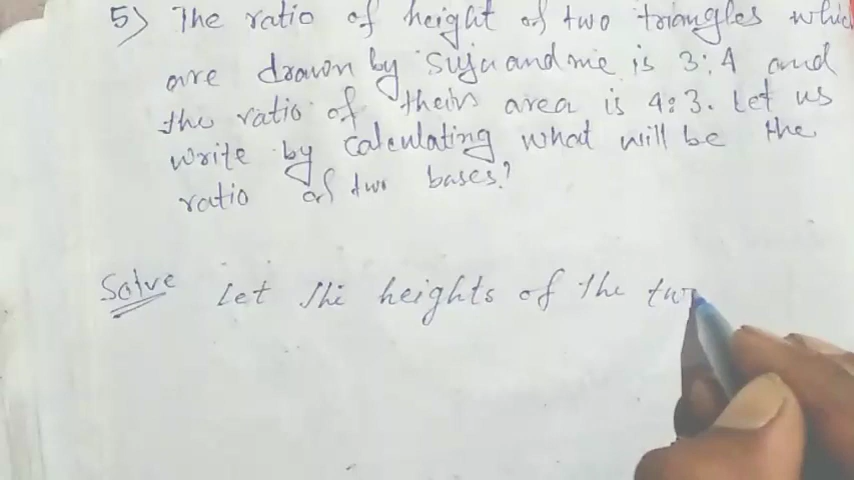 5) The ratio of height of two triangles which
are drawn by Suja and me is 3:4 and
the ratio of their area is 4:3. Let us
write by calculating what will be the
ratio of two bases?
Solve Let the heights of the two